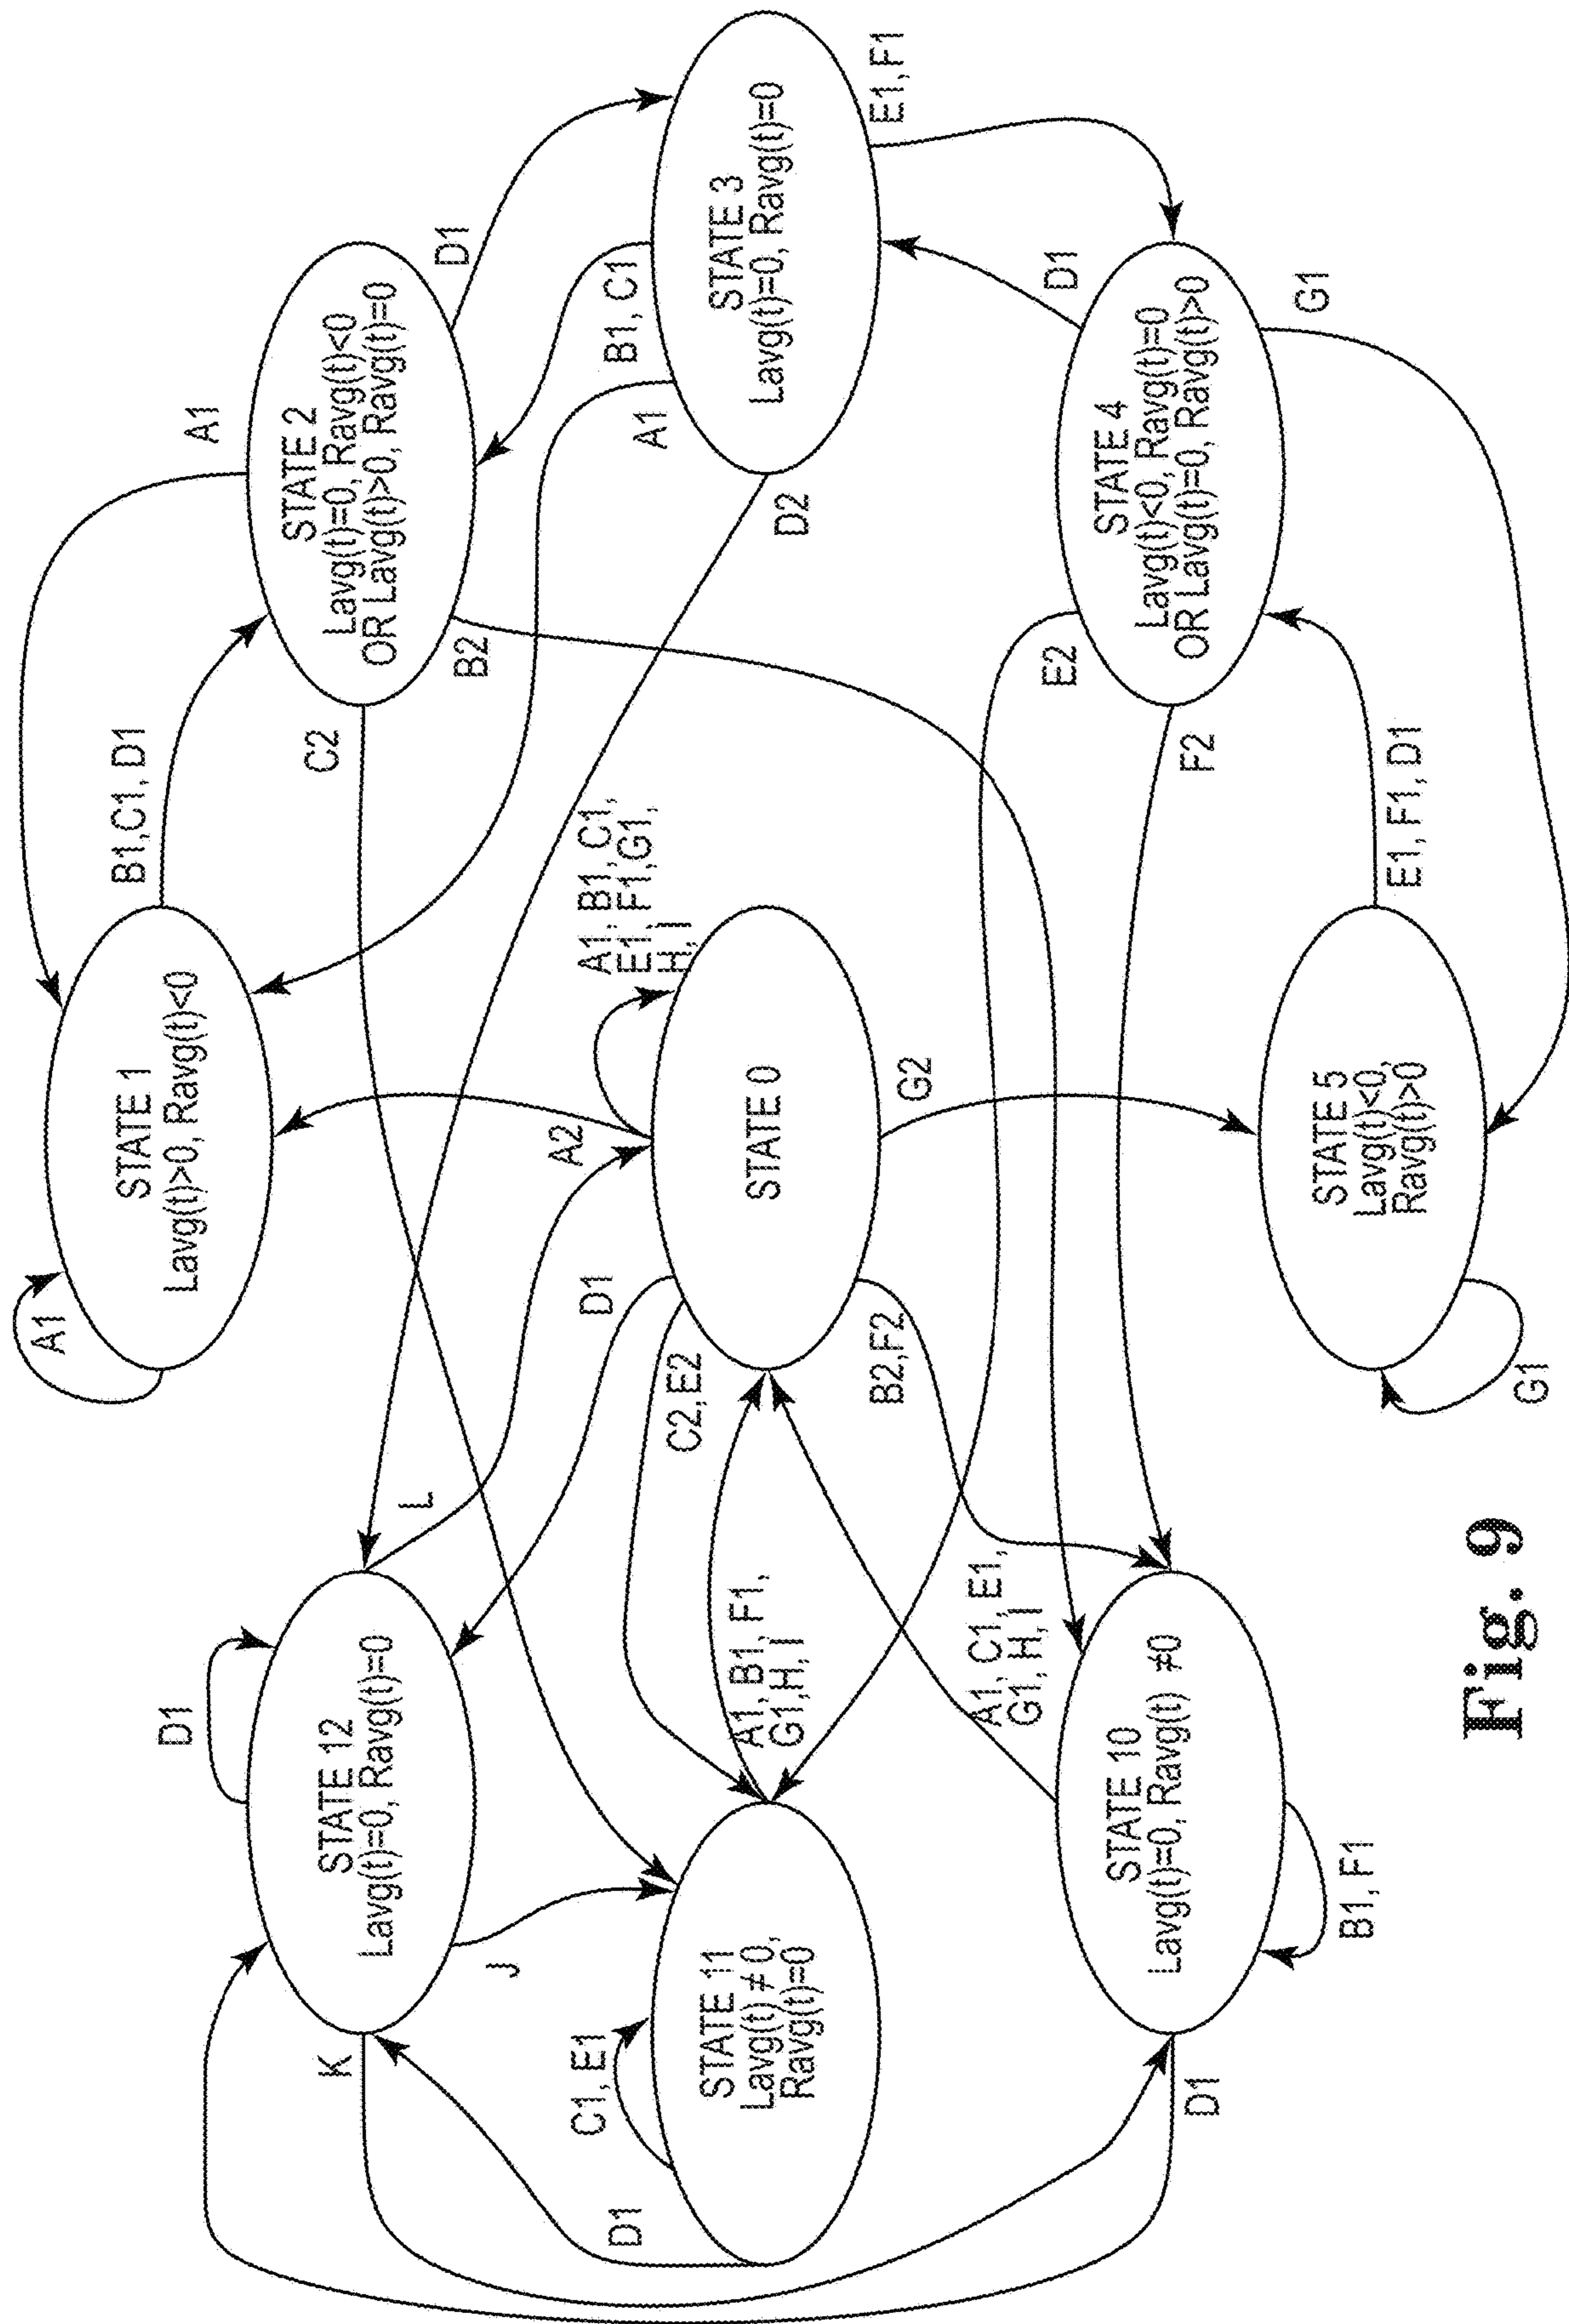 STATE 12
Lavg(t)=0, Ravg(t)=0
D1
K
J
L
STATE 11
Lavg(t) ≠ 0,
Ravg(t)=0
C1, E1
D1
A1, B1, F1,
G1,H, I
STATE 10
Lavg(t)=0, Ravg(t) ≠0
B1, F1
D1
A1, C1, E1,
G1, H, I
STATE 1
Lavg(t)>0, Ravg(t)<0
A1
B1,C1, D1
STATE 0
A2
A1, B1, C1,
E1, F1,G1,
H, I
D1
C2, E2
B2,F2
G2
STATE 5
Lavg(t)<0,
Ravg(t)>0
G1
E1, F1, D1
STATE 2
Lavg(t)=0, Ravg(t)<0
OR Lavg(t)>0, Ravg(t)=0
A1
C2
B2
D1
STATE 3
Lavg(t)=0, Ravg(t)=0
B1, C1
A1
D2
E1,F1
STATE 4
Lavg(t)<0, Ravg(t)=0
OR Lavg(t)=0, Ravg(t)>0
D1
E2
F2
G1
Fig. 9